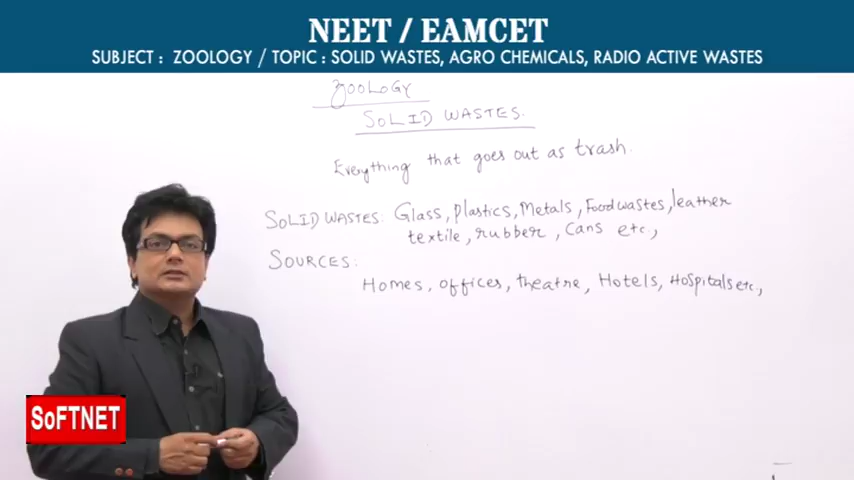 NEET / EAMCET
SUBJECT : ZOOLOGY / TOPIC : SOLID WASTES, AGRO CHEMICALS, RADIO ACTIVE WASTES
ZOOLOGY
SOLID WASTES.
Everything that goes out as trash.
SOLID WASTES: Glass, plastics, Metals, Food wastes, leather
textile, rubber, cans etc.,
SOURCES:
Homes, offices, theatre, Hotels, Hospitals etc.,
SoFTNET